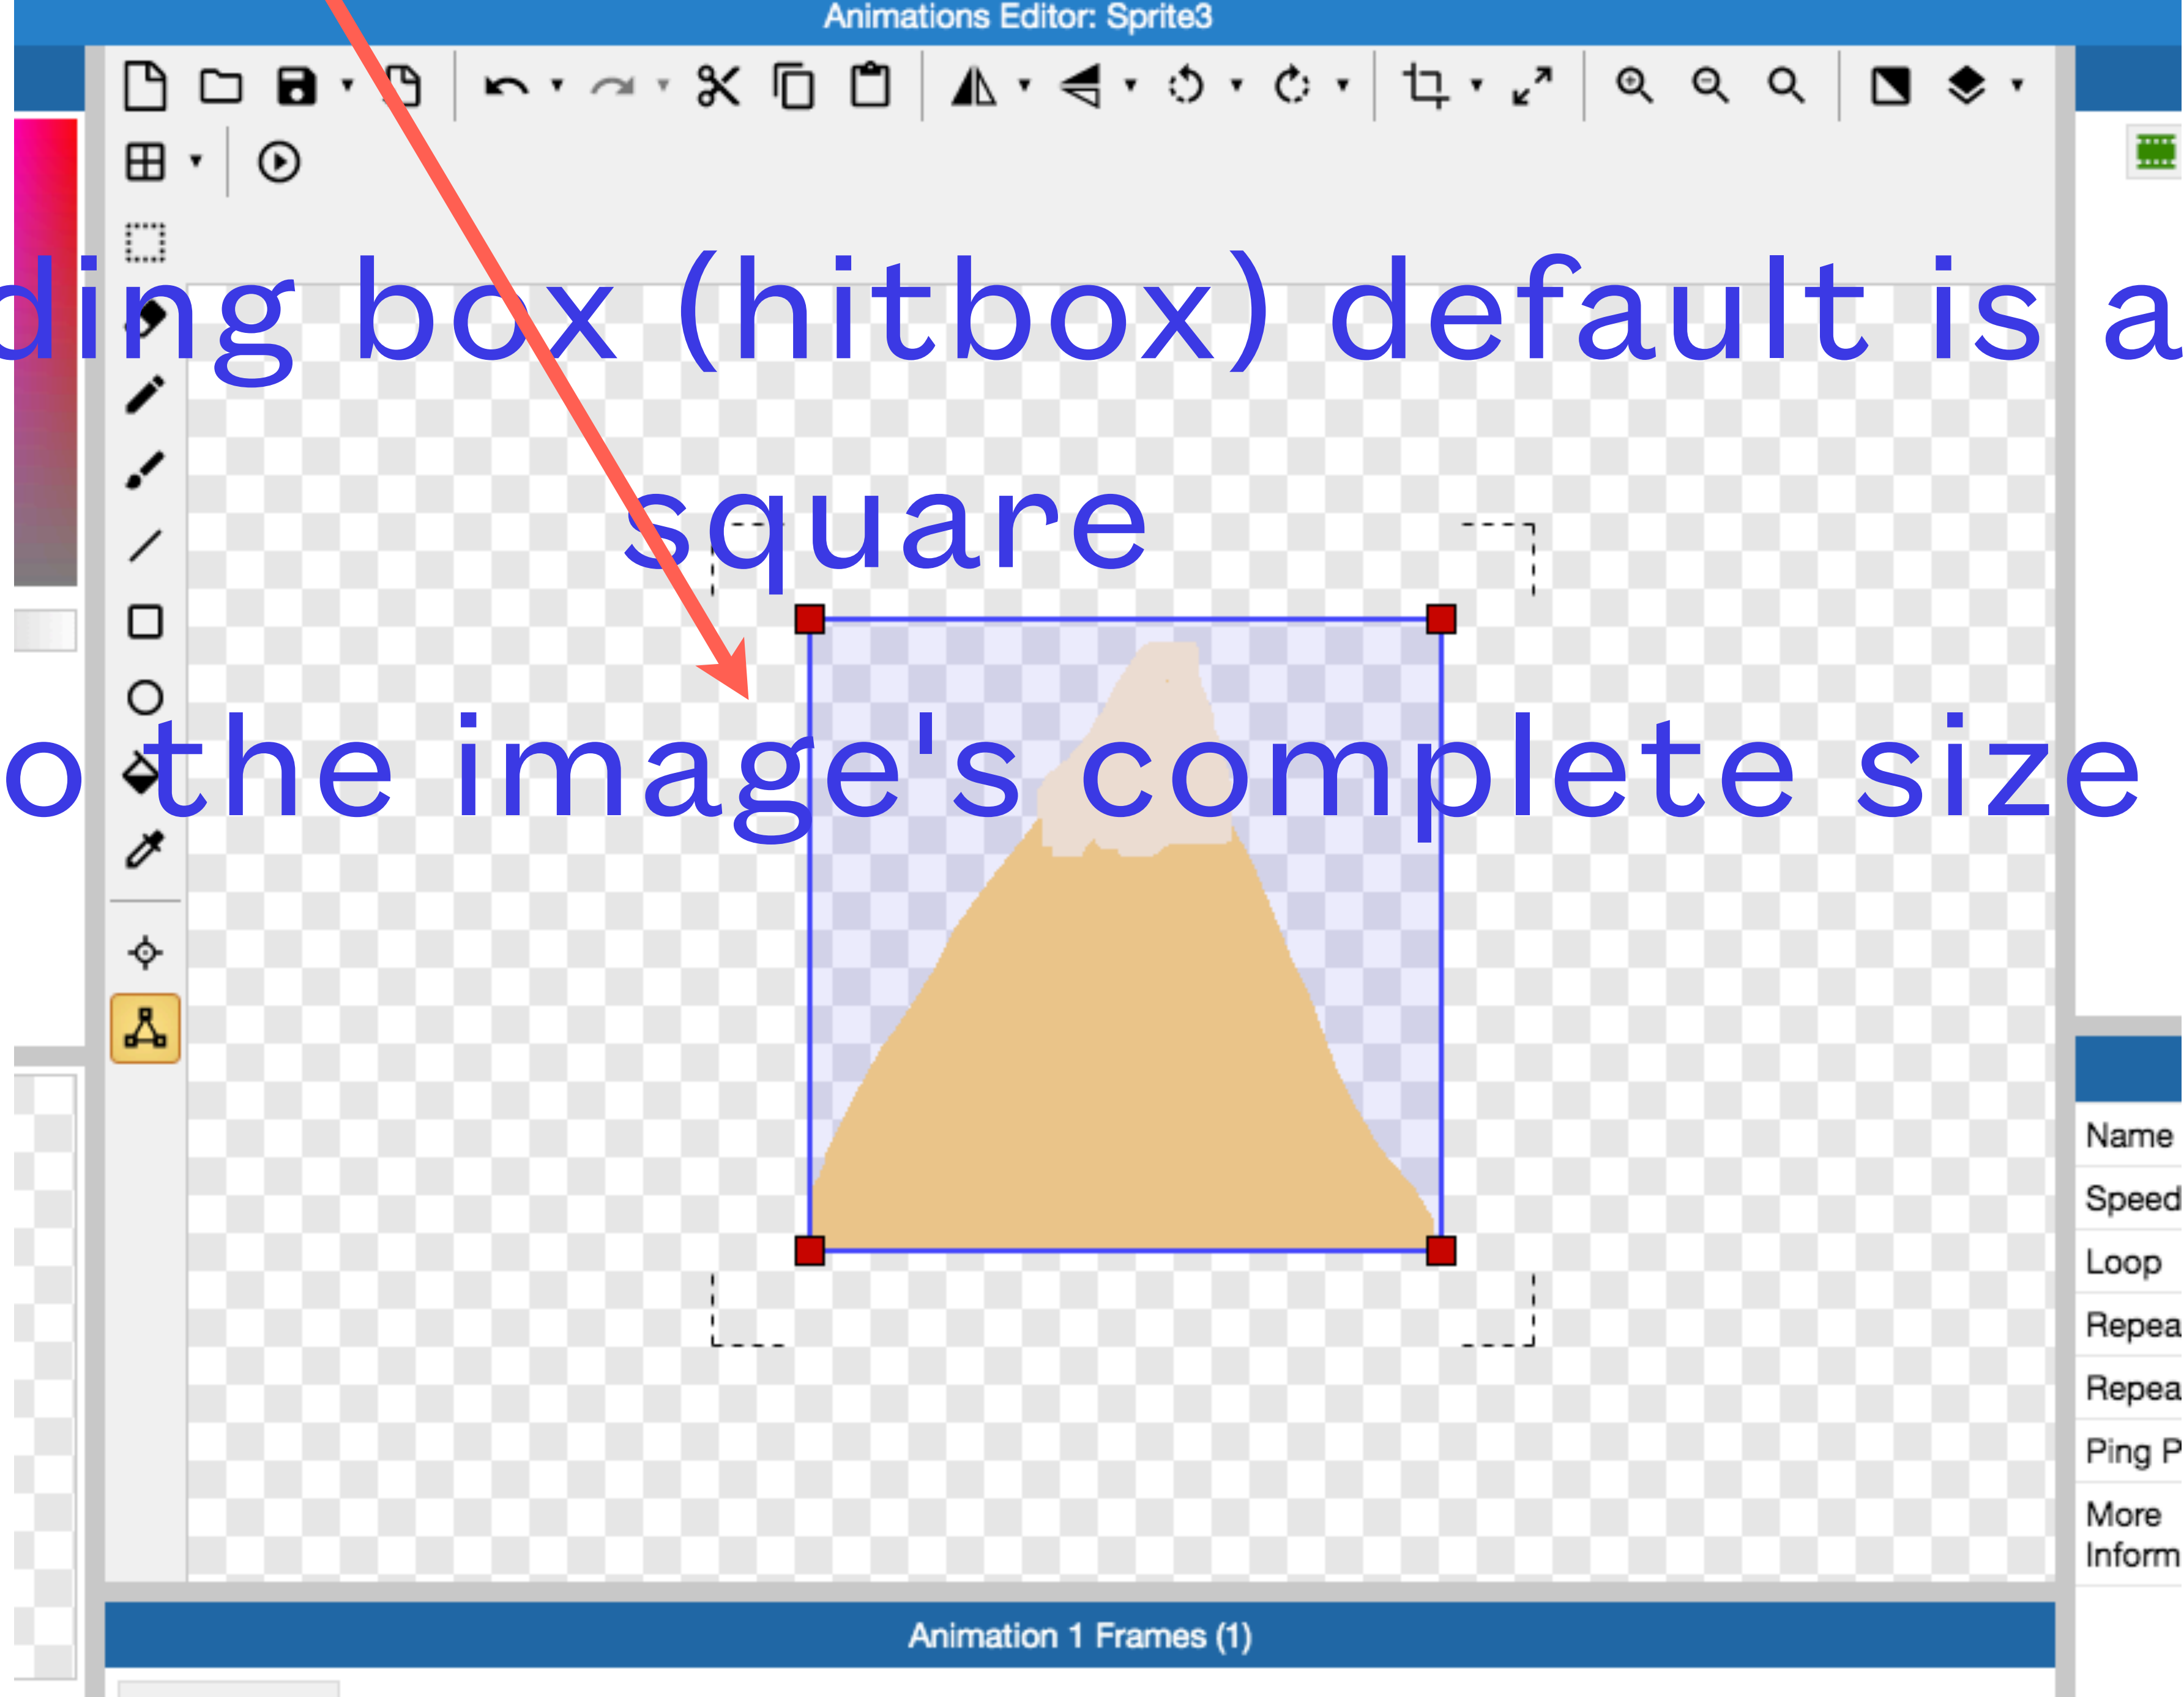 Animations Editor: Sprite3
ding box (hitbox) default is a
square
o the image's complete size
Name
Speed
Loop
Repea
Repea
Ping P
More
Inform
Animation 1 Frames (1)